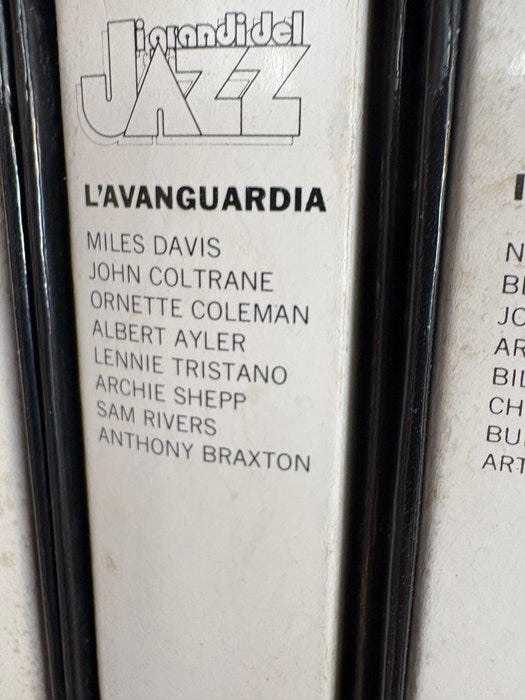 i grandi del
JAZZ
L'AVANGUARDIA
MILES DAVIS
JOHN COLTRANE
ORNETTE COLEMAN
ALBERT AYLER
LENNIE TRISTANO
ARCHIE SHEPP
SAM RIVERS
ANTHONY BRAXTON